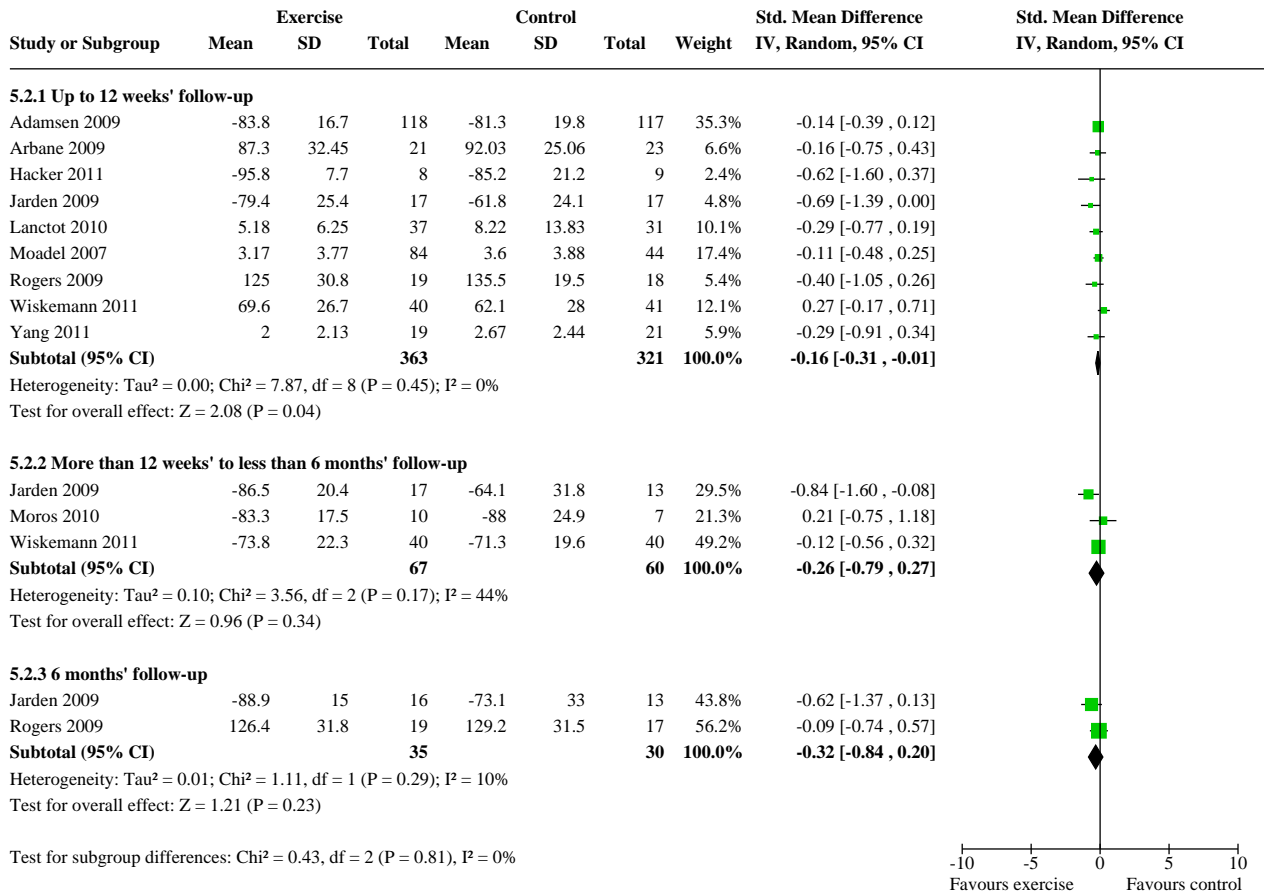 Exercise Control Std. Mean Difference Std. Mean Difference
Study or Subgroup Mean SD Total Mean SD Total Weight IV, Random, 95% CI IV, Random, 95% CI
5.2.1 Up to 12 weeks' follow-up
Adamsen 2009 -83.8 16.7 118 -81.3 19.8 117 35.3% -0.14 [-0.39 , 0.12]
Arbane 2009 87.3 32.45 21 92.03 25.06 23 6.6% -0.16 [-0.75 , 0.43]
Hacker 2011 -95.8 7.7 8 -85.2 21.2 9 2.4% -0.62 [-1.60 , 0.37]
Jarden 2009 -79.4 25.4 17 -61.8 24.1 17 4.8% -0.69 [-1.39 , 0.00]
Lanctot 2010 5.18 6.25 37 8.22 13.83 31 10.1% -0.29 [-0.77 , 0.19]
Moadel 2007 3.17 3.77 84 3.6 3.88 44 17.4% -0.11 [-0.48 , 0.25]
Rogers 2009 125 30.8 19 135.5 19.5 18 5.4% -0.40 [-1.05 , 0.26]
Wiskemann 2011 69.6 26.7 40 62.1 28 41 12.1% 0.27 [-0.17 , 0.71]
Yang 2011 2 2.13 19 2.67 2.44 21 5.9% -0.29 [-0.91 , 0.34]
Subtotal (95% CI) 363 321 100.0% -0.16 [-0.31 , -0.01]
Heterogeneity: Tau² = 0.00; Chi² = 7.87, df = 8 (P = 0.45); I² = 0%
Test for overall effect: Z = 2.08 (P = 0.04)
5.2.2 More than 12 weeks' to less than 6 months' follow-up
Jarden 2009 -86.5 20.4 17 -64.1 31.8 13 29.5% -0.84 [-1.60 , -0.08]
Moros 2010 -83.3 17.5 10 -88 24.9 7 21.3% 0.21 [-0.75 , 1.18]
Wiskemann 2011 -73.8 22.3 40 -71.3 19.6 40 49.2% -0.12 [-0.56 , 0.32]
Subtotal (95% CI) 67 60 100.0% -0.26 [-0.79 , 0.27]
Heterogeneity: Tau² = 0.10; Chi² = 3.56, df = 2 (P = 0.17); I² = 44%
Test for overall effect: Z = 0.96 (P = 0.34)
5.2.3 6 months' follow-up
Jarden 2009 -88.9 15 16 -73.1 33 13 43.8% -0.62 [-1.37 , 0.13]
Rogers 2009 126.4 31.8 19 129.2 31.5 17 56.2% -0.09 [-0.74 , 0.57]
Subtotal (95% CI) 35 30 100.0% -0.32 [-0.84 , 0.20]
Heterogeneity: Tau² = 0.01; Chi² = 1.11, df = 1 (P = 0.29); I² = 10%
Test for overall effect: Z = 1.21 (P = 0.23)
Test for subgroup differences: Chi² = 0.43, df = 2 (P = 0.81), I² = 0%
-10 -5 0 5 10
Favours exercise Favours control